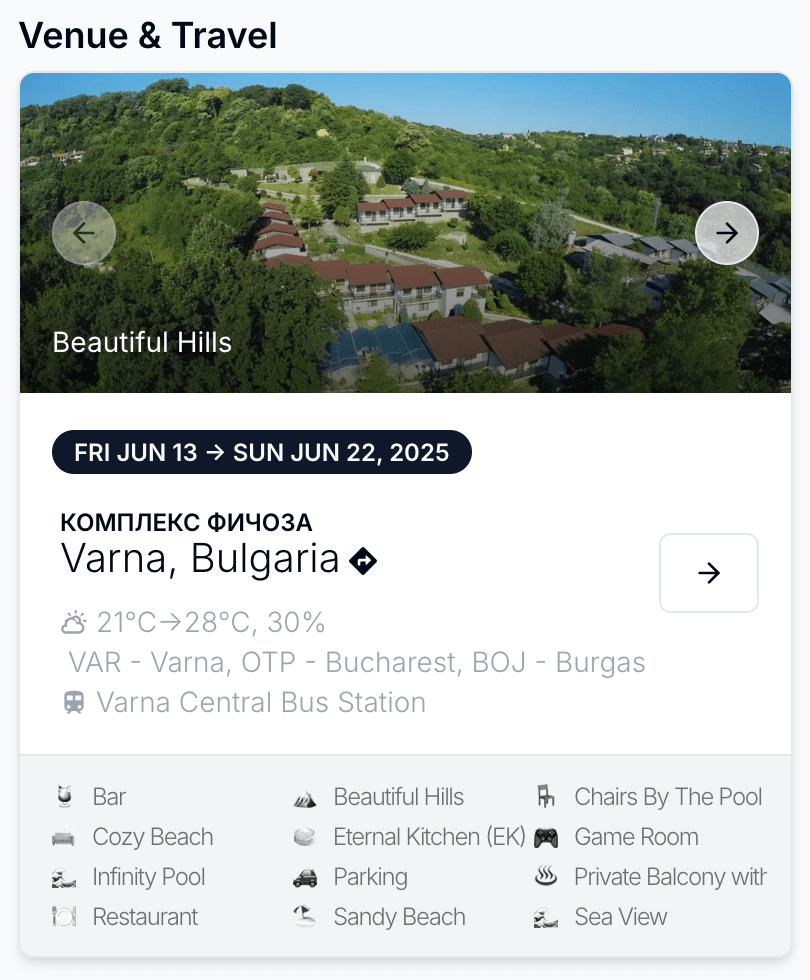 Venue & Travel
Beautiful Hills
FRI JUN 13 → SUN JUN 22, 2025
КОМПЛЕКС ФИЧОЗА
Varna, Bulgaria
21°C→28°C, 30%
VAR - Varna, OTP - Bucharest, BOJ - Burgas
Varna Central Bus Station
Bar
Beautiful Hills
Chairs By The Pool
Cozy Beach
Eternal Kitchen (EK)
Game Room
Infinity Pool
Parking
Private Balcony with
Restaurant
Sandy Beach
Sea View